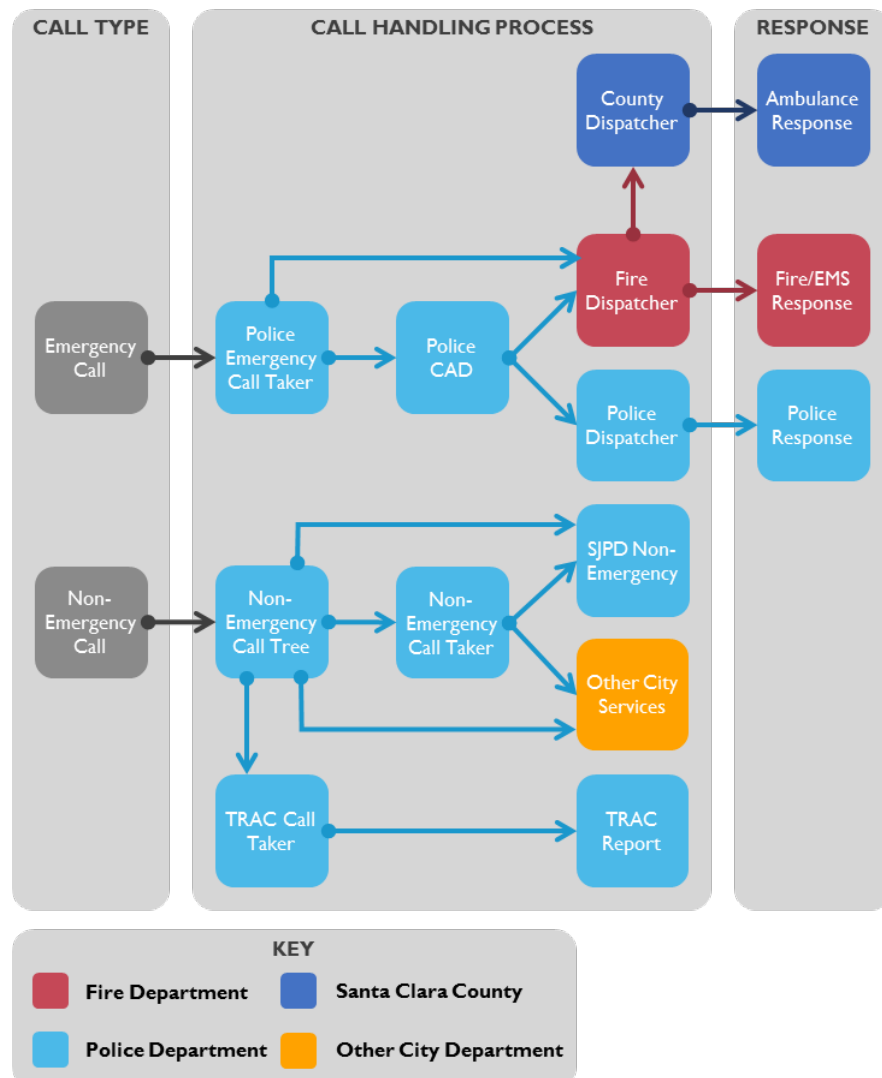 CALL TYPE
CALL HANDLING PROCESS
RESPONSE
County
Dispatcher
Ambulance
Response
Fire
Dispatcher
Fire/EMS
Response
Emergency
Call
Police
Emergency
Call Taker
Police
CAD
Police
Dispatcher
Police
Response
SJPD Non-
Emergency
Non-
Emergency
Call
Non-
Emergency
Call Tree
Non-
Emergency
Call Taker
Other City
Services
TRAC Call
Taker
TRAC
Report
KEY
Fire Department
Santa Clara County
Police Department
Other City Department